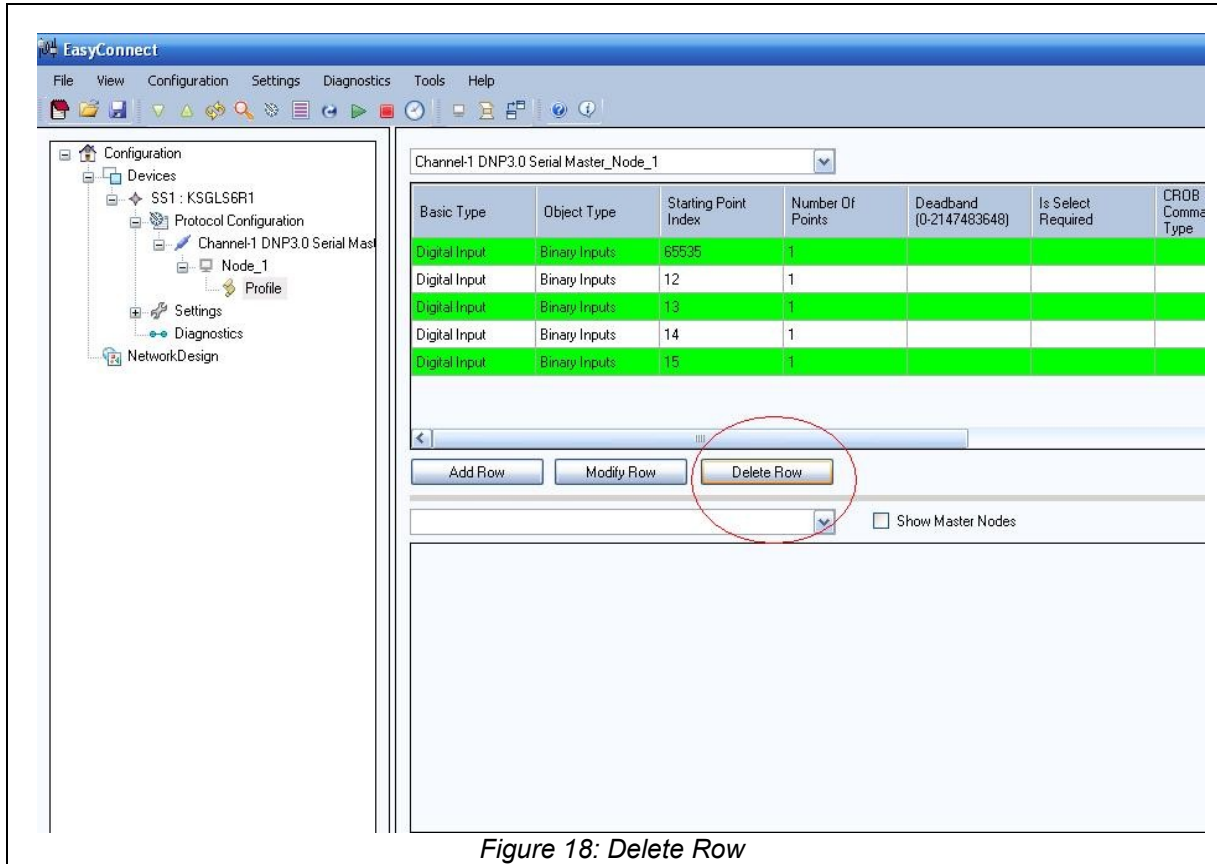 EasyConnect
File View Configuration Settings Diagnostics Tools Help
Configuration
Devices
SS1 : KSGLS6R1
Protocol Configuration
Channel-1 DNP3.0 Serial Mast
Node_1
Profile
Settings
Diagnostics
NetworkDesign
Channel-1 DNP3.0 Serial Master_Node_1
Basic Type Object Type Starting Point Index Number Of Points Deadband (0-2147483648) Is Select Required CROB Comma Type
Digital Input Binary Inputs 65535 1
Digital Input Binary Inputs 12 1
Digital Input Binary Inputs 13 1
Digital Input Binary Inputs 14 1
Digital Input Binary Inputs 15 1
Add Row Modify Row Delete Row
Show Master Nodes
Figure 18: Delete Row